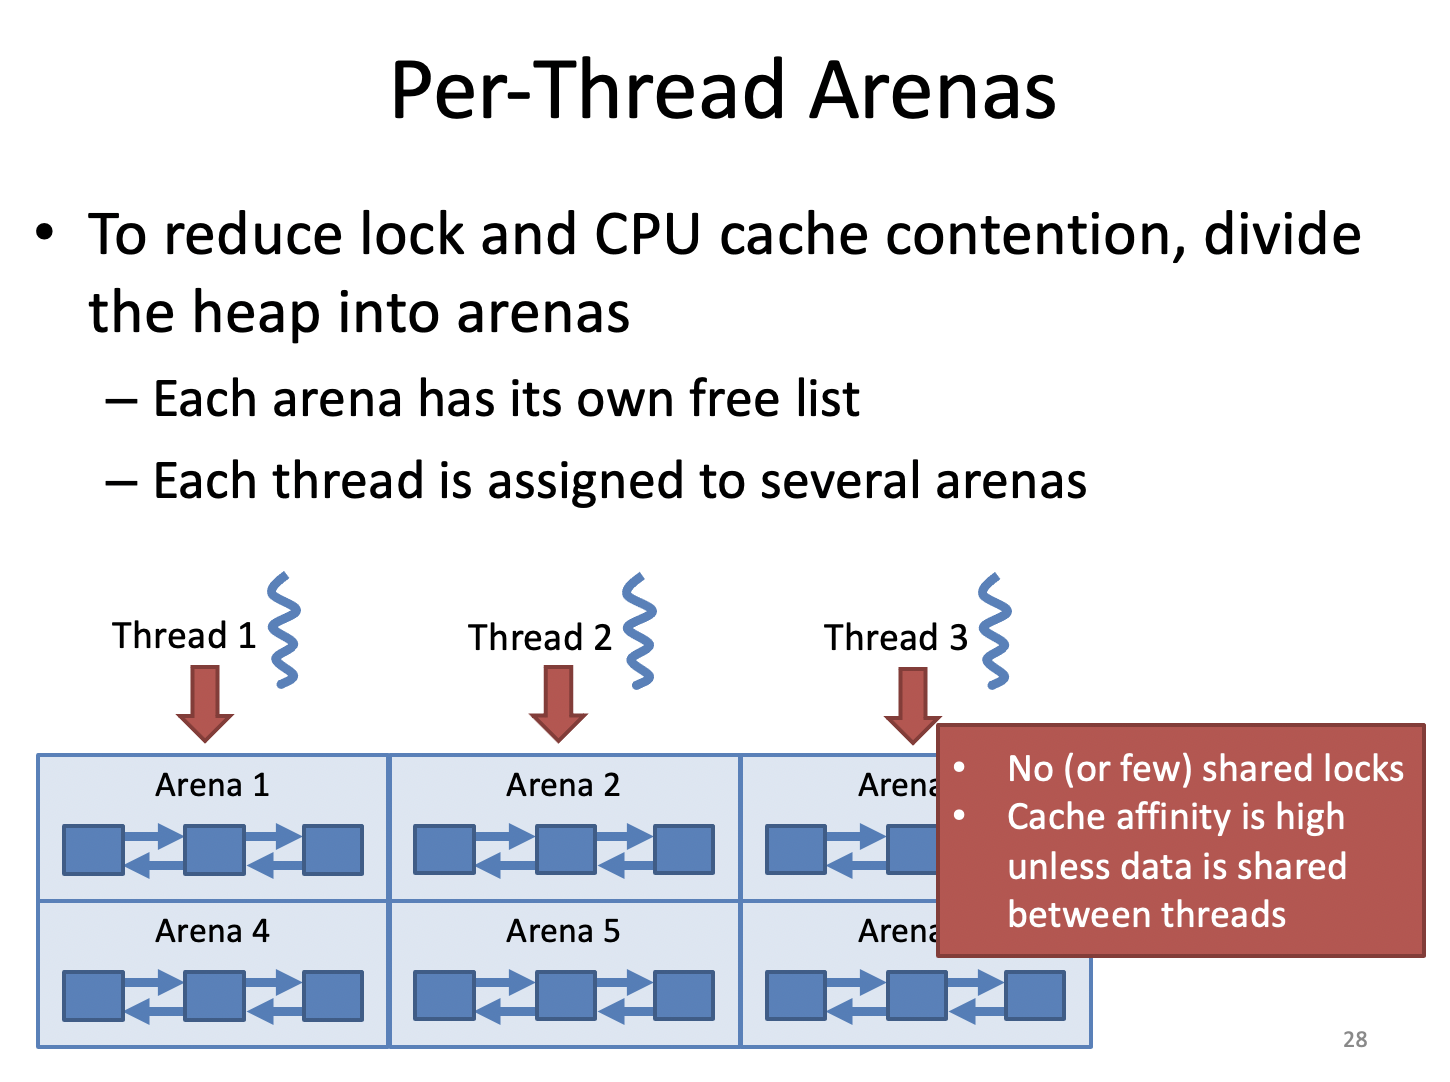 Per-Thread Arenas
• To reduce lock and CPU cache contention, divide
the heap into arenas
– Each arena has its own free list
– Each thread is assigned to several arenas
Thread 1
Thread 2
Thread 3
Arena 1
Arena 2
Arena
• No (or few) shared locks
• Cache affinity is high
unless data is shared
between threads
Arena 4
Arena 5
Arena
28